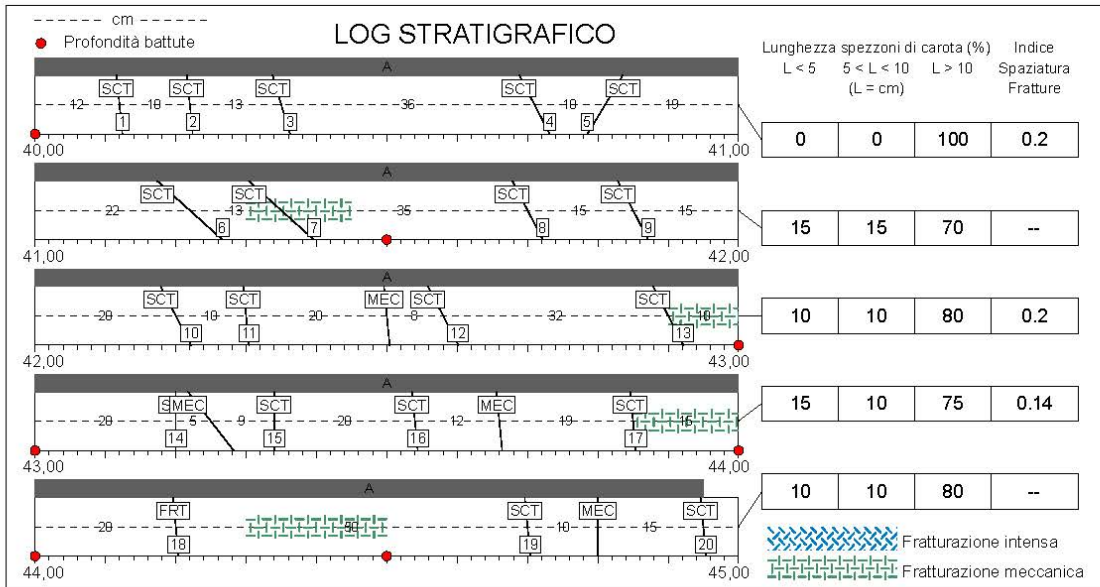 cm
LOG STRATIGRAFICO
Profondità battute
Lunghezza spezzoni di carota (%)
Indice
L < 5
5 < L < 10
L > 10
Spaziatura
(L = cm)
Fratture
A
SCT SCT SCT SCT SCT
12 10 13 36 10 19
1 2 3 4 5
0 0 100 0.2
40,00 41,00
A
SCT SCT SCT SCT
22 13 35 15 15
6 7 8 9
15 15 70 --
41,00 42,00
A
SCT SCT MEC SCT SCT
20 10 20 8 32 10
10 11 12 13
10 10 80 0.2
42,00 43,00
A
MEC SCT SCT MEC SCT
20 5 9 20 12 19 15
14 15 16 17
15 10 75 0.14
43,00 44,00
A
FRT SCT MEC SCT
20 10 15
18 19 20
10 10 80 --
44,00 45,00
Fratturazione intensa
Fratturazione meccanica